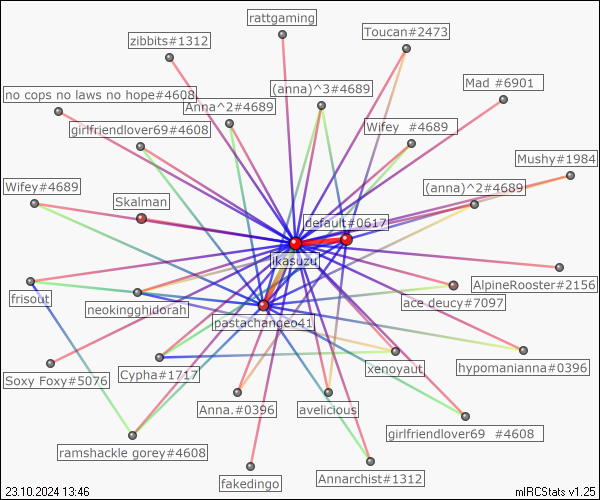 rattgaming
Toucan#2473
zibbits#1312
Mad #6901
(anna)^3#4689
no cops no laws no hope#4608
Anna^2#4689
girlfriendlover69#4608
Wifey #4689
Mushy#1984
Wifey#4689
(anna)^2#4689
Skalman
default#0617
ikasuzu
AlpineRooster#2156
frisout
neokingghidorah
ace deucy#7097
pastachangeo41
hypomanianna#0396
xenoyaut
Soxy Foxy#5076
Cypha#1717
Anna.#0396
avelicious
girlfriendlover69 #4608
ramshackle gorey#4608
Annarchist#1312
fakedingo
23.10.2024 13:46
mIRCStats v1.25